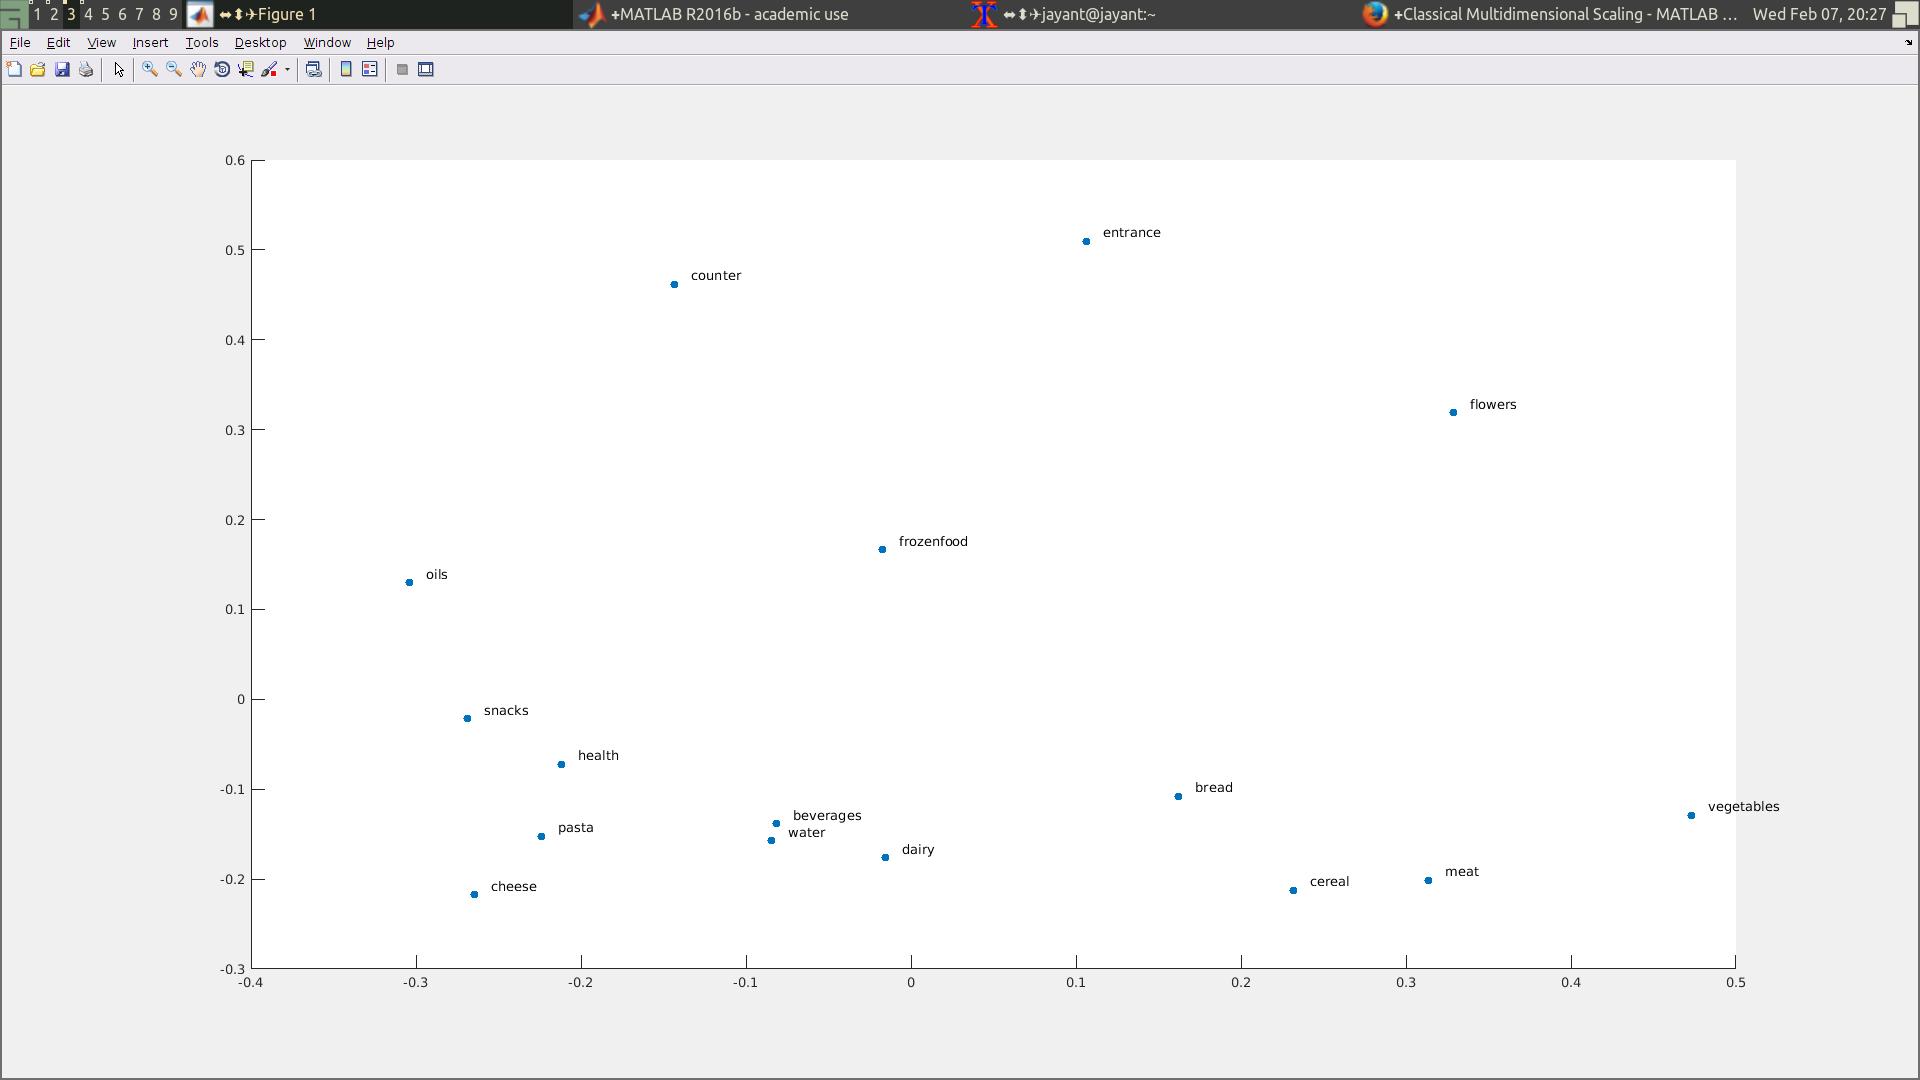 1 2 3 4 5 6 7 8 9 Figure 1 +MATLAB R2016b - academic use jayant@jayant:~ +Classical Multidimensional Scaling - MATLAB ... Wed Feb 07, 20:27
File Edit View Insert Tools Desktop Window Help
0.6
entrance
0.5
counter
0.4
flowers
0.3
0.2
frozenfood
oils
0.1
0
snacks
health
-0.1
bread
vegetables
beverages
pasta
water
dairy
meat
-0.2
cereal
cheese
-0.3
-0.4 -0.3 -0.2 -0.1 0 0.1 0.2 0.3 0.4 0.5